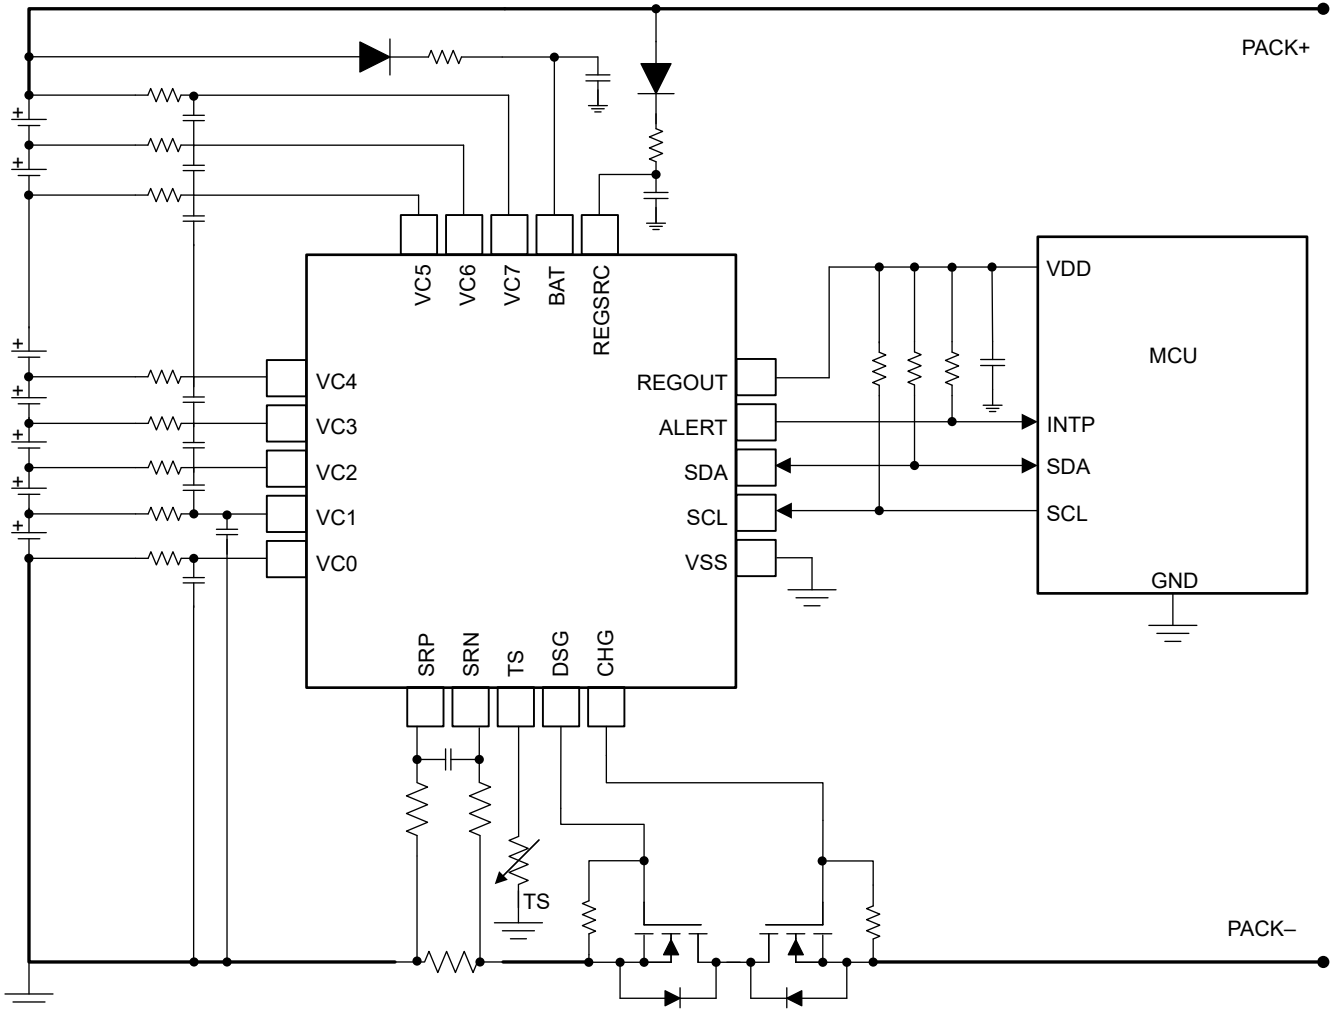 PACK+
VC5
VC6
VC7
BAT
REGSRC
VC4
VC3
VC2
VC1
VC0
REGOUT
ALERT
SDA
SCL
VSS
VDD
MCU
INTP
SDA
SCL
GND
SRP
SRN
TS
DSG
CHG
TS
PACK–
+
+
+
+
+
+
+